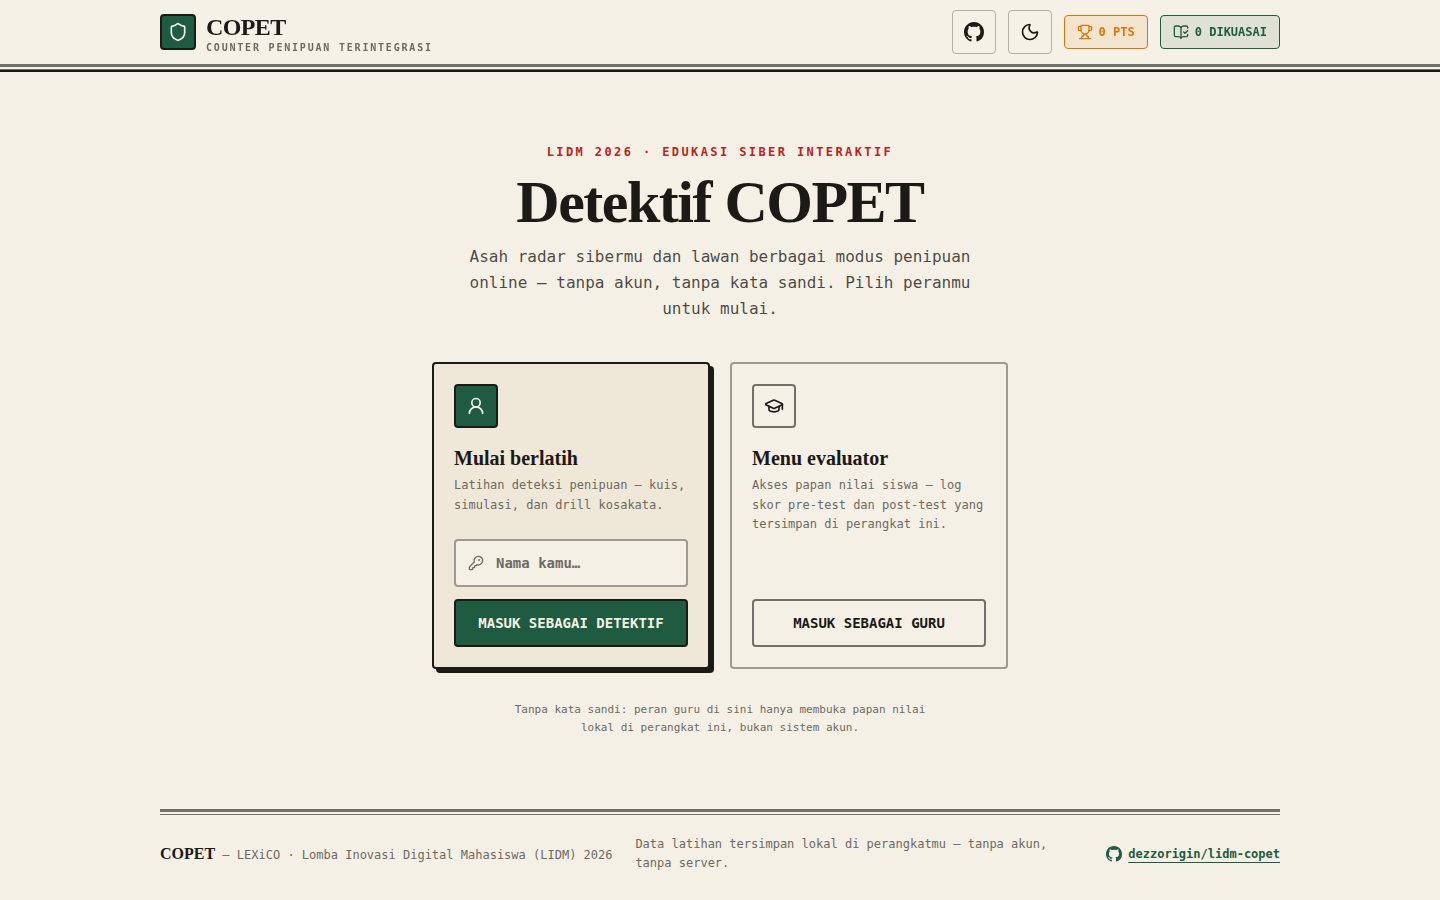 COPET
COUNTER PENIPUAN TERINTEGRASI
0 PTS
0 DIKUASAI
LIDM 2026 · EDUKASI SIBER INTERAKTIF
Detektif COPET
Asah radar sibermu dan lawan berbagai modus penipuan
online — tanpa akun, tanpa kata sandi. Pilih peranmu
untuk mulai.
Mulai berlatih
Latihan deteksi penipuan — kuis,
simulasi, dan drill kosakata.
Nama kamu…
MASUK SEBAGAI DETEKTIF
Menu evaluator
Akses papan nilai siswa — log
skor pre-test dan post-test yang
tersimpan di perangkat ini.
MASUK SEBAGAI GURU
Tanpa kata sandi: peran guru di sini hanya membuka papan nilai
lokal di perangkat ini, bukan sistem akun.
COPET — LEXiCO · Lomba Inovasi Digital Mahasiswa (LIDM) 2026
Data latihan tersimpan lokal di perangkatmu — tanpa akun,
tanpa server.
dezzorigin/lidm-copet